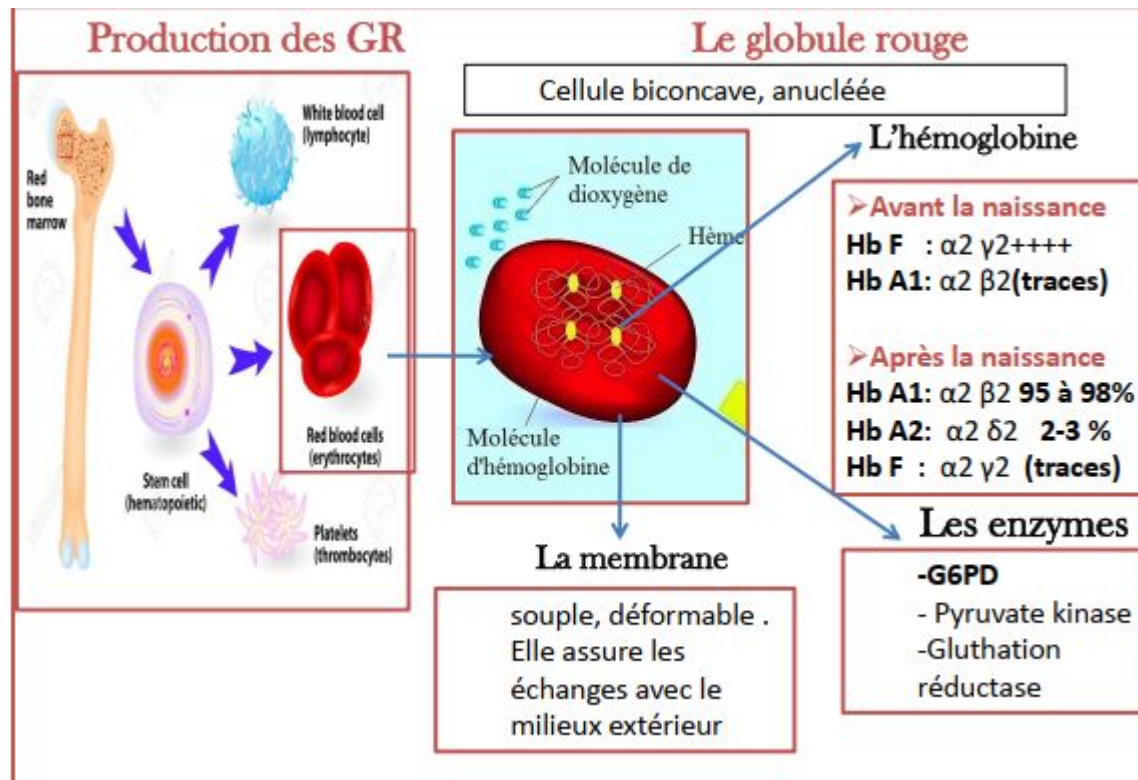 Production des GR
Le globule rouge
White blood cell
(lymphocyte)
Red
bone
marrow
Red blood cells
(erythrocytes)
Stem cell
(hematopoietic)
Platelets
(thrombocytes)
Cellule biconcave, anucléée
Molécule de
dioxygène
Hème
Molécule
d'hémoglobine
L'hémoglobine
➢Avant la naissance
Hb F : α2 γ2++++
Hb A1: α2 β2(traces)
➢Après la naissance
Hb A1: α2 β2 95 à 98%
Hb A2: α2 δ2 2-3 %
Hb F : α2 γ2 (traces)
La membrane
souple, déformable .
Elle assure les
échanges avec le
milieux extérieur
Les enzymes
-G6PD
- Pyruvate kinase
-Gluthation
réductase